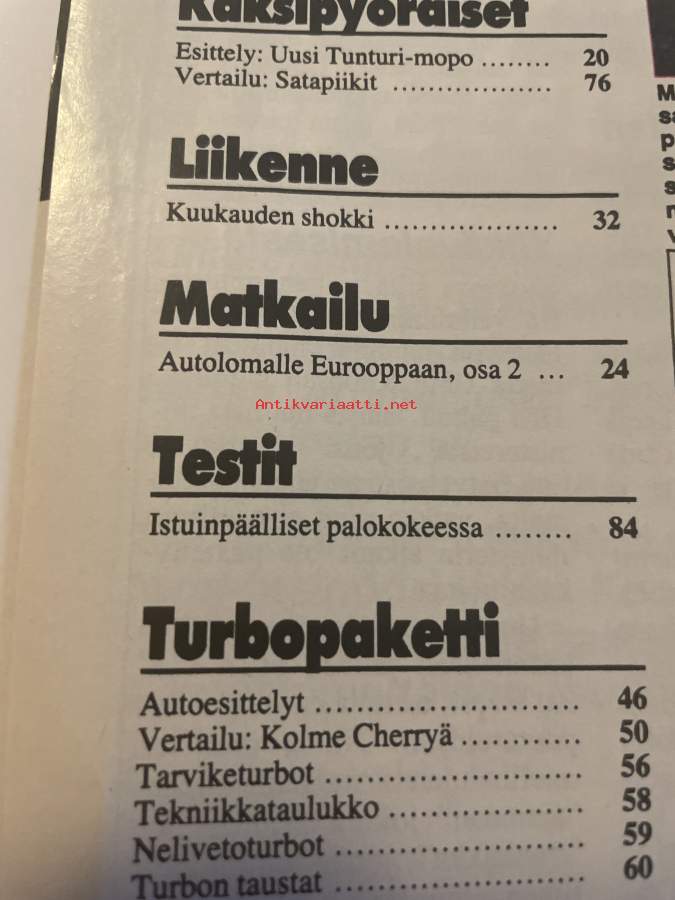 Kaksipyöräiset
Esittely: Uusi Tunturi-mopo ........ 20
Vertailu: Satapiikit .................. 76
Liikenne
Kuukauden shokki .................. 32
Matkailu
Autolomalle Eurooppaan, osa 2 ... 24
Antikvariaatti.net
Testit
Istuinpäälliset palokokeessa ........ 84
Turbopaketti
Autoesittelyt ........................... 46
Vertailu: Kolme Cherryä ............ 50
Tarviketurbot .......................... 56
Tekniikkataulukko .................... 58
Nelivetoturbot ......................... 59
Turbon taustat ......................... 60